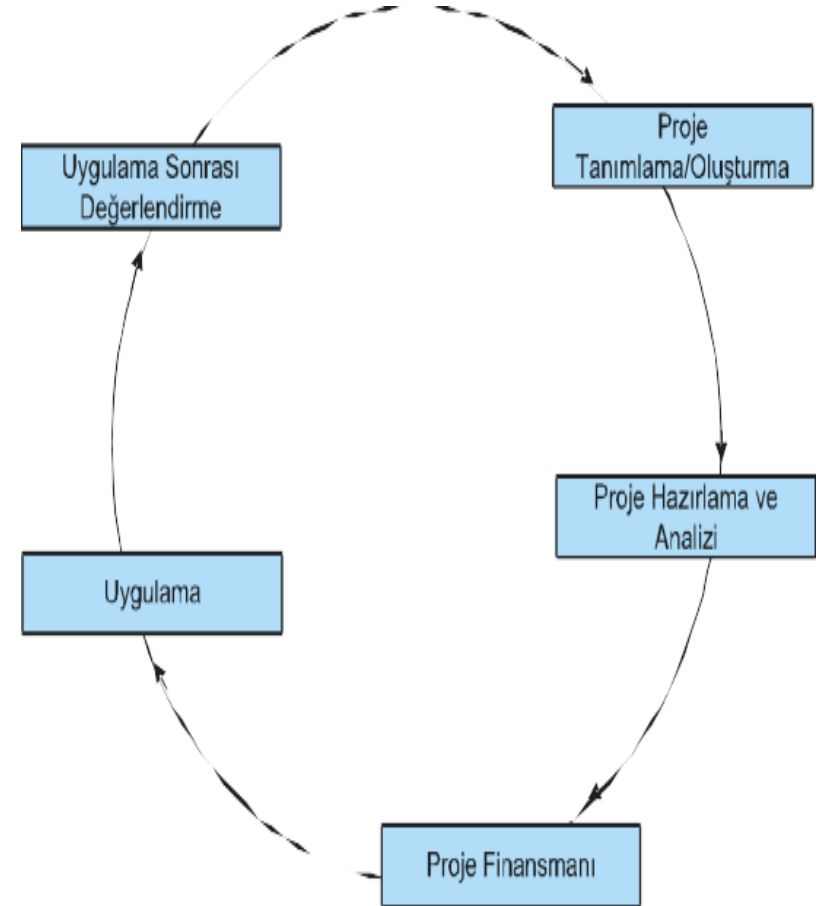 Proje
Tanımlama/Oluşturma
Proje Hazırlama ve
Analizi
Proje Finansmanı
Uygulama
Uygulama Sonrası
Değerlendirme